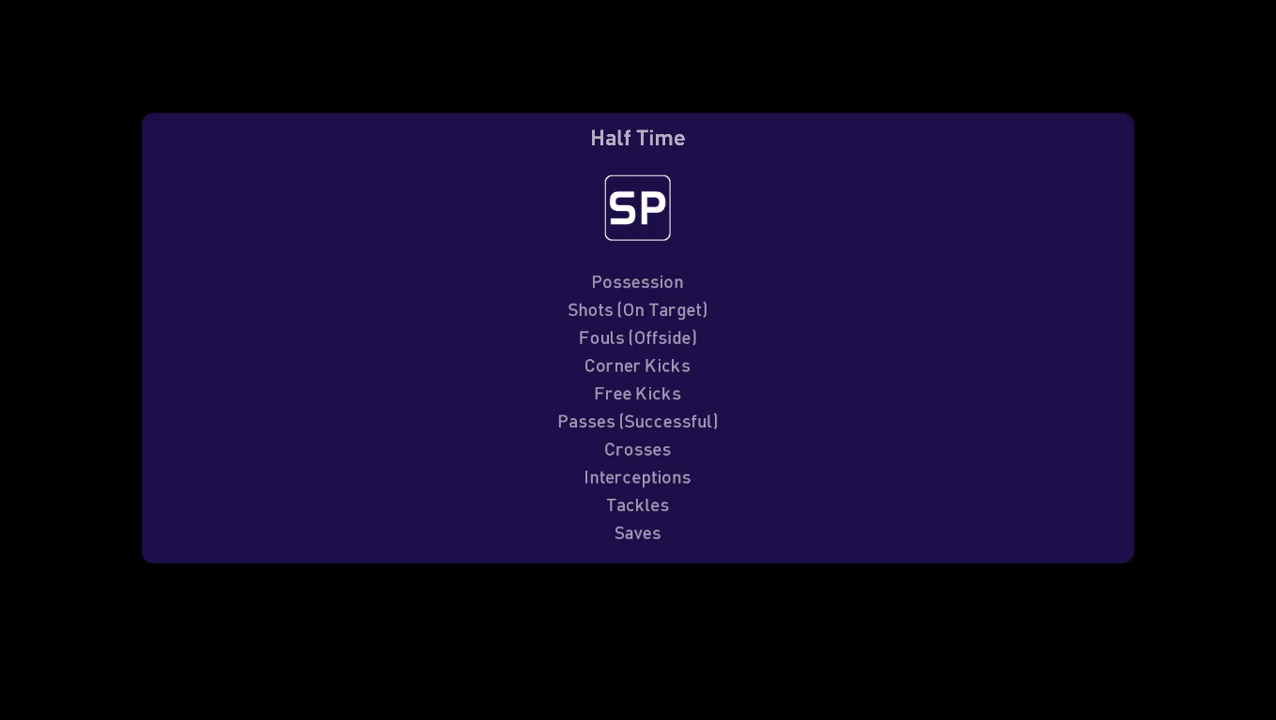 Half Time
SP
Possession
Shots (On Target)
Fouls (Offside)
Corner Kicks
Free Kicks
Passes (Successful)
Crosses
Interceptions
Tackles
Saves